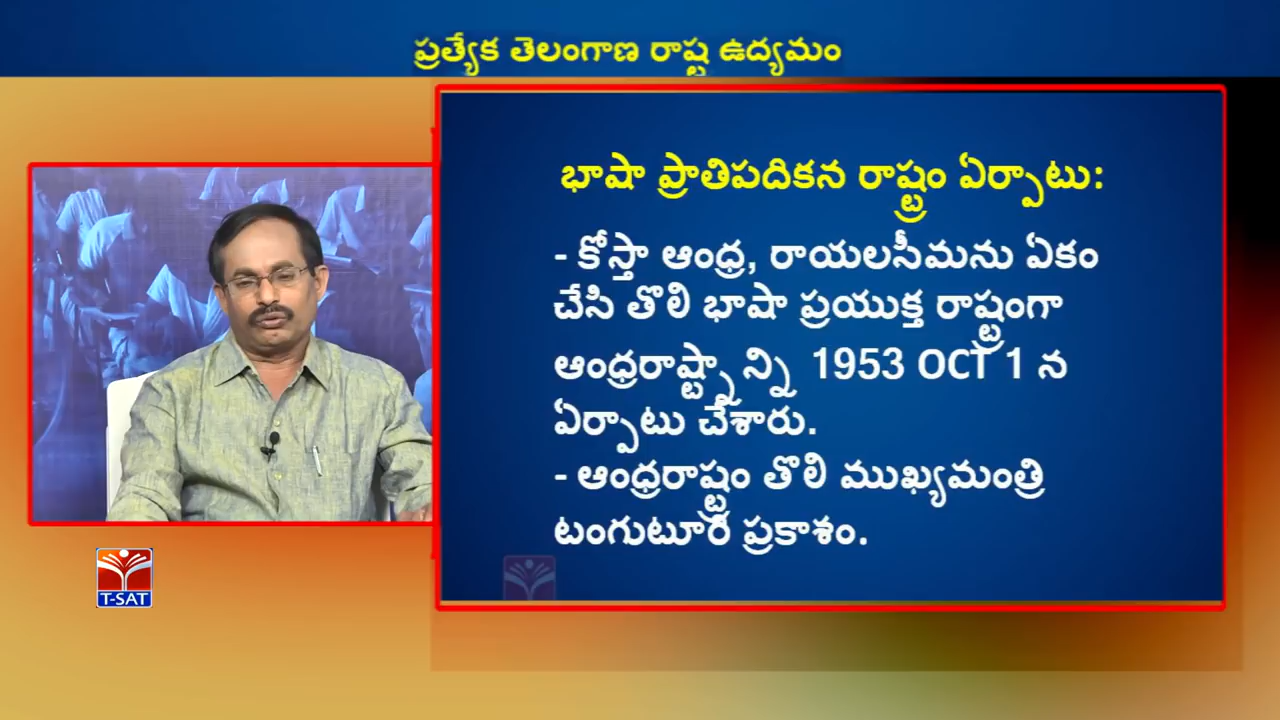 ప్రత్యేక తెలంగాణ రాష్ట ఉద్యమం
భాషా ప్రాతిపదికన రాష్ట్రం ఏర్పాటు:
- కోస్తా ఆంధ్ర, రాయలసీమను ఏకం
చేసి తొలి భాషా ప్రయుక్త రాష్ట్రంగా
ఆంధ్రరాష్ట్నాన్ని 1953 OCT 1 న
ఏర్పాటు చేశారు.
- ఆంధ్రరాష్ట్రం తొలి ముఖ్యమంత్రి
టంగుటూరి ప్రకాశం.
T-SAT